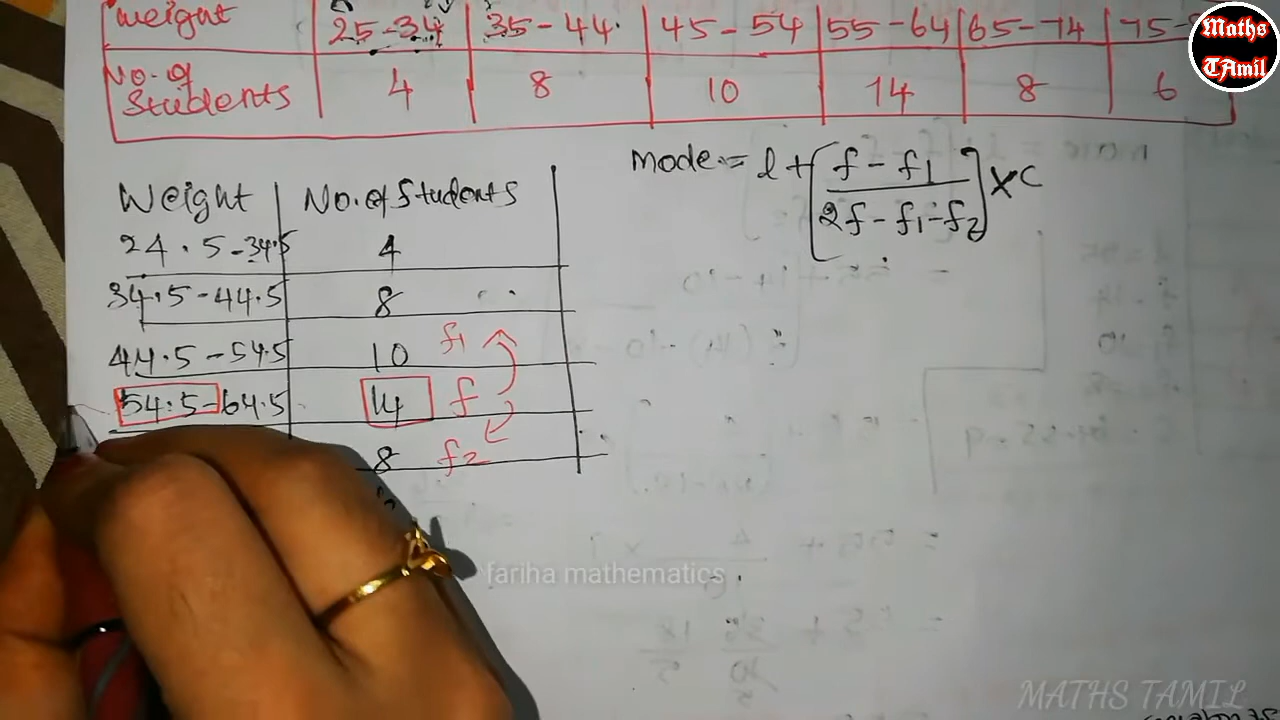 weight 25-34 35-44. 45-54 55-64 65-74 75-
Maths TAmil
No. of Students 4 8 10 14 8 6
mode = l + [f - f1 / 2f - f1 - f2] × c
Weight No. of Students
24.5-34.5 4
34.5-44.5 8
44.5-54.5 10 f1
54.5-64.5 14 f
8 f2
fariha mathematics
MATHS TAMIL